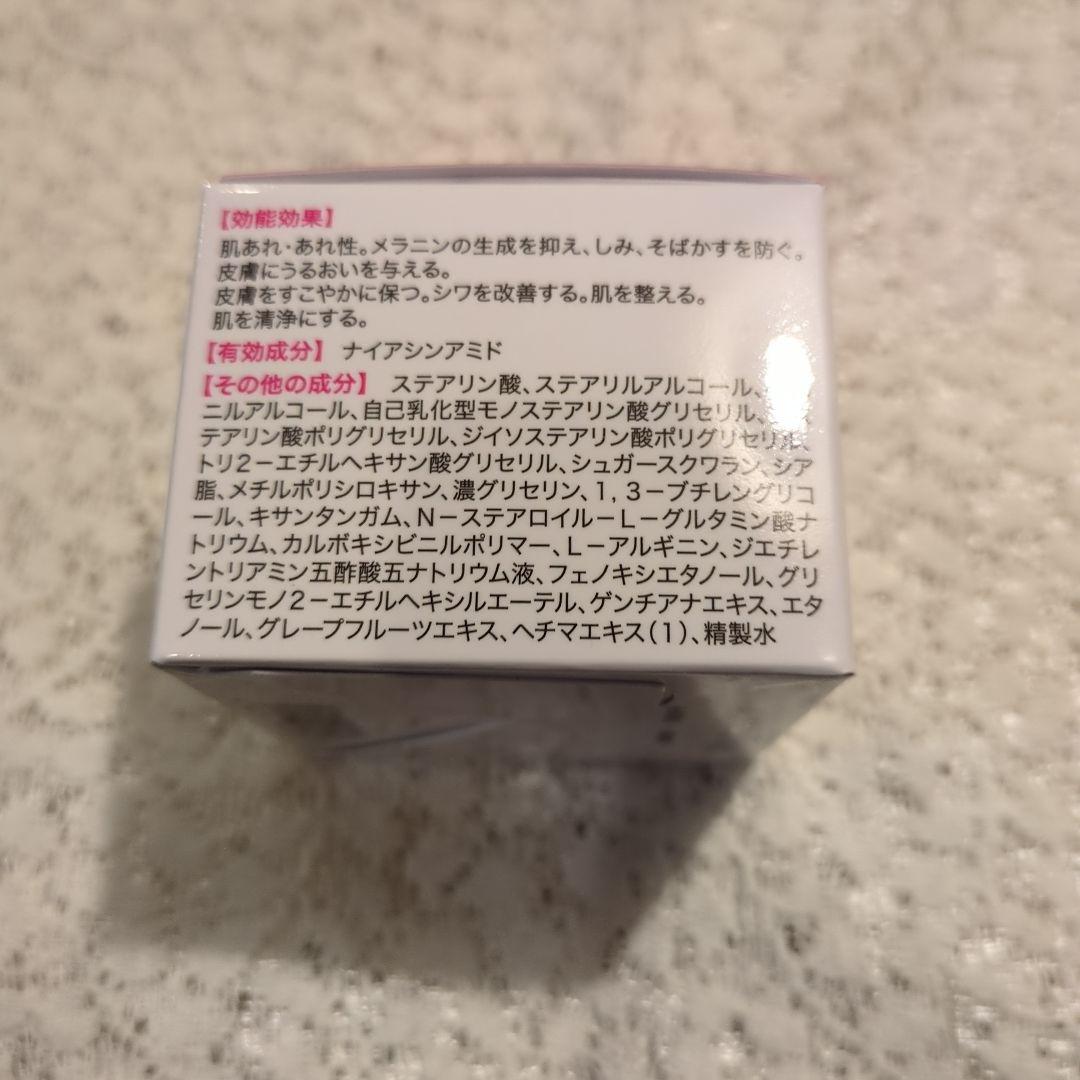 【効能効果】
肌あれ・あれ性。メラニンの生成を抑え、しみ、そばかすを防ぐ。
皮膚にうるおいを与える。
皮膚をすこやかに保つ。シワを改善する。肌を整える。
肌を清浄にする。
【有効成分】 ナイアシンアミド
【その他の成分】 ステアリン酸、ステアリルアルコール、
ニルアルコール、自己乳化型モノステアリン酸グリセリル、
テアリン酸ポリグリセリル、ジイソステアリン酸ポリグリセリル、
トリ2－エチルヘキサン酸グリセリル、シュガースクワラン、シア
脂、メチルポリシロキサン、濃グリセリン、1，3－ブチレングリコ
ール、キサンタンガム、N－ステアロイル－L－グルタミン酸ナ
トリウム、カルボキシビニルポリマー、L－アルギニン、ジエチレ
ントリアミン五酢酸五ナトリウム液、フェノキシエタノール、グリ
セリンモノ2－エチルヘキシルエーテル、ゲンチアナエキス、エタ
ノール、グレープフルーツエキス、ヘチマエキス（1）、精製水